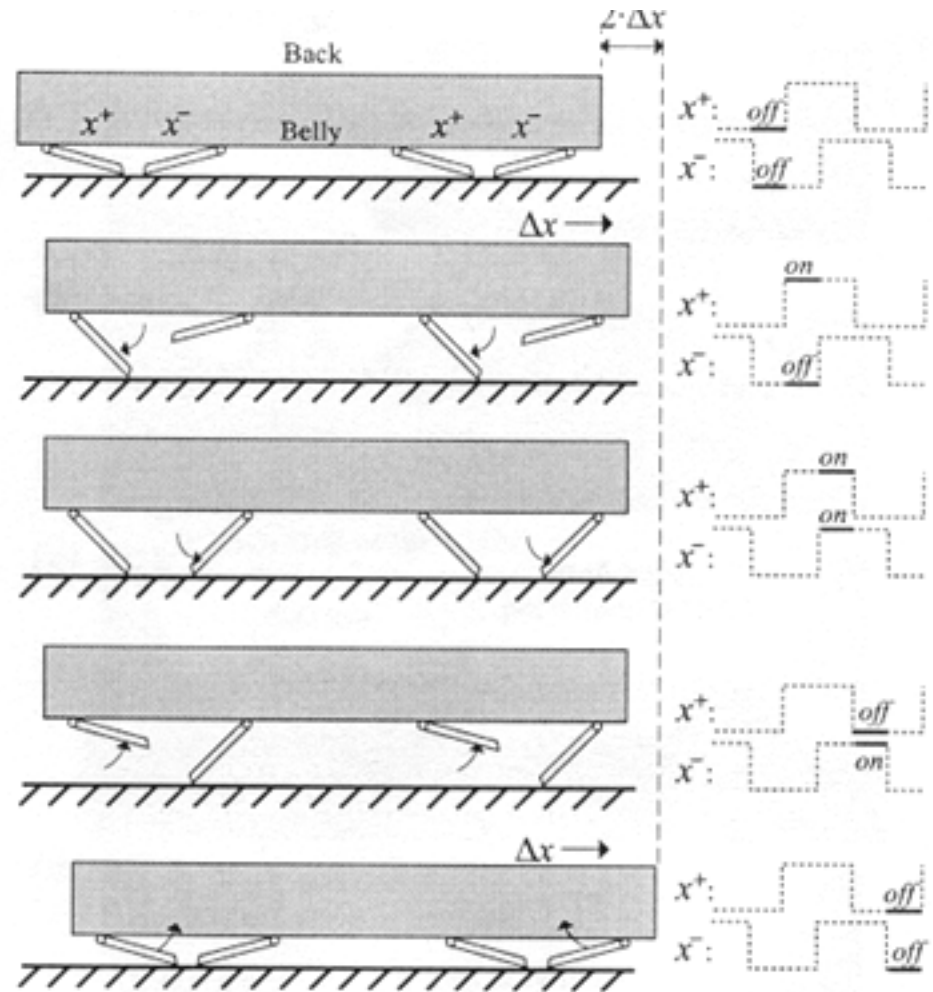 2·Δx
Back
x⁺ x⁻ Belly x⁺ x⁻
x⁺: off
x⁻: off
Δx
x⁺: on
x⁻: off
x⁺: on
x⁻: on
x⁺: off
x⁻: on
Δx
x⁺: off
x⁻: off